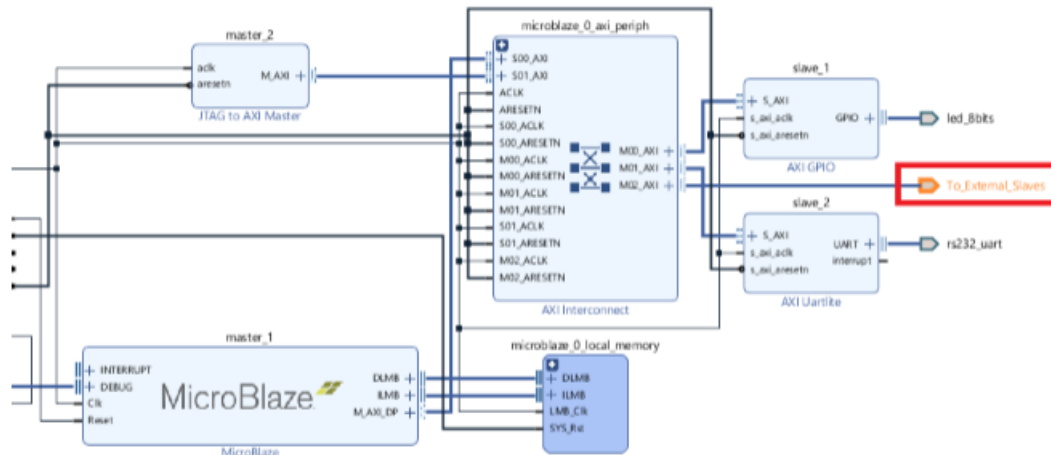 master_2
aclk
aresetn
M_AXI
JTAG to AXI Master
microblaze_0_axi_periph
S00_AXI
S01_AXI
ACLK
ARESETN
S00_ACLK
S00_ARESETN
M00_ACLK
M00_ARESETN
M01_ACLK
M01_ARESETN
S01_ACLK
S01_ARESETN
M02_ACLK
M02_ARESETN
M00_AXI
M01_AXI
M02_AXI
AXI Interconnect
slave_1
S_AXI
s_axi_aclk
s_axi_aresetn
GPIO
AXI GPIO
led_8bits
To_External_Slaves
slave_2
S_AXI
s_axi_aclk
s_axi_aresetn
UART
interrupt
AXI Uartlite
rs232_uart
master_1
INTERRUPT
DEBUG
Clk
Reset
MicroBlaze
DLMB
ILMB
M_AXI_DP
MicroBlaze
microblaze_0_local_memory
DLMB
ILMB
LMB_Clk
SYS_Rst